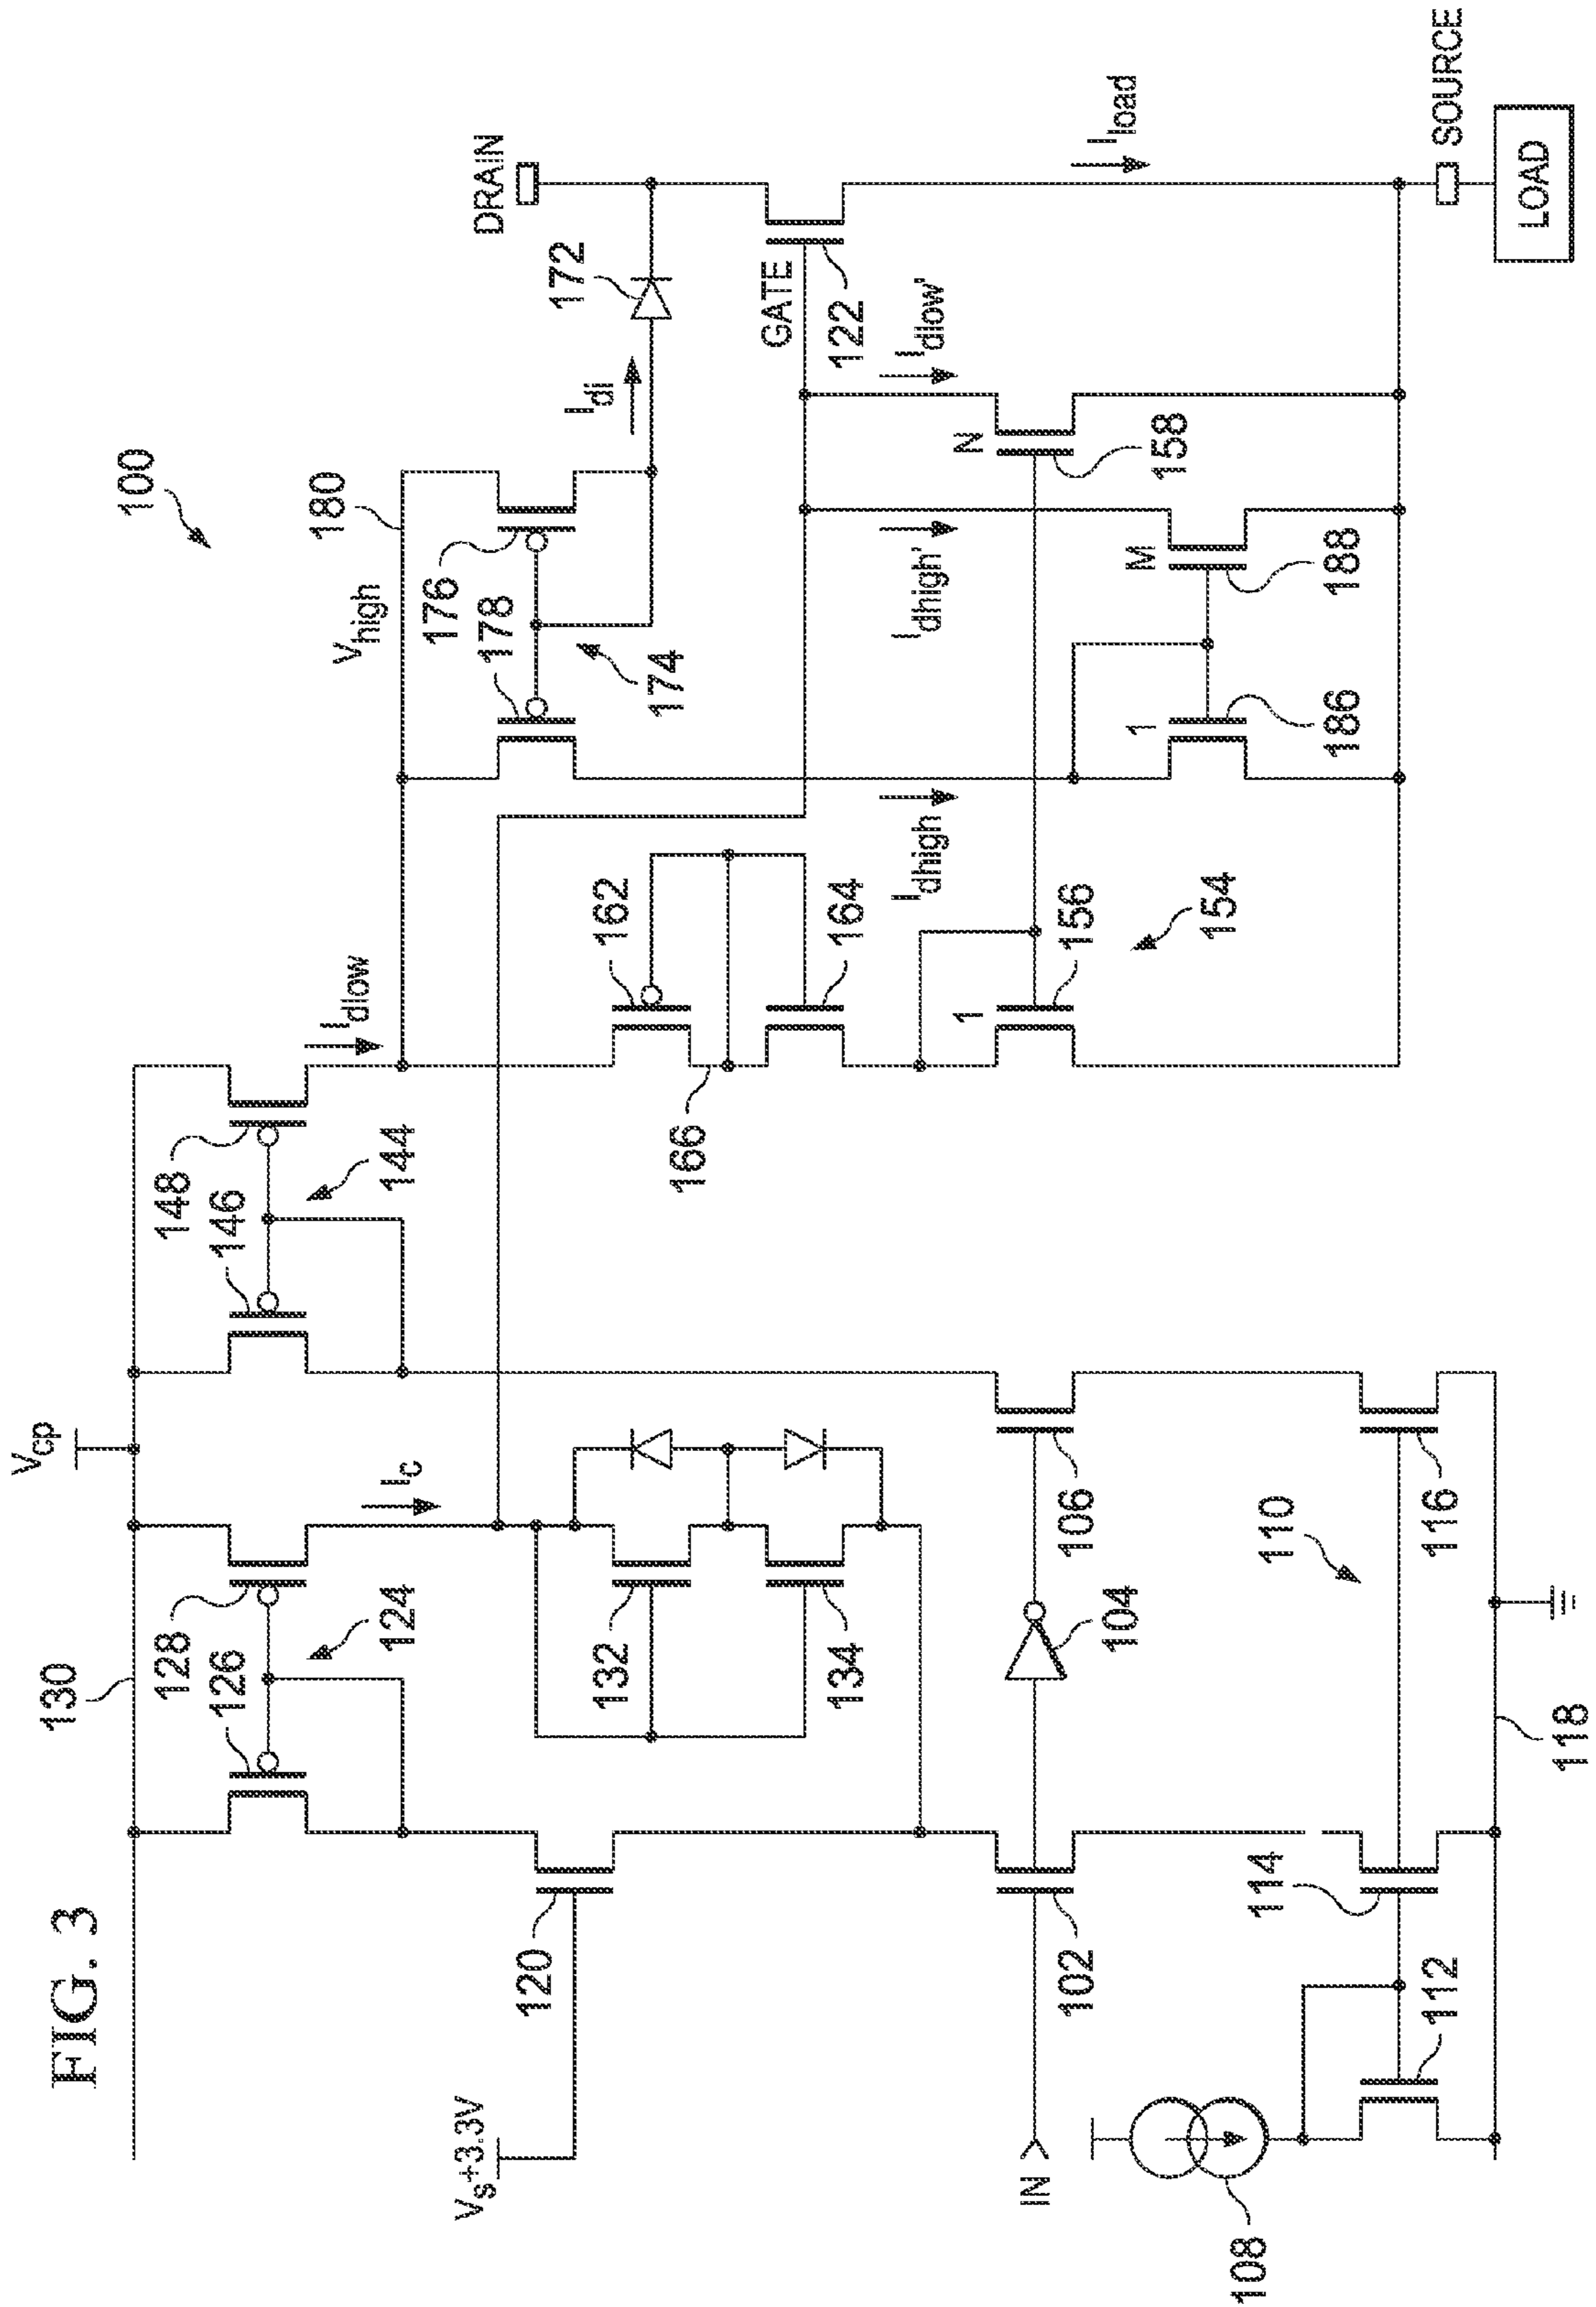 FIG. 3
100
130
V_cp
126
128
124
I_c
146
148
144
I_dlow
V_high
180
178
176
174
I_di
172
DRAIN
V_s+3.3V
120
132
134
162
164
166
GATE
122
I_load
IN
102
104
106
I_dhigh
I_dhigh'
I_dlow'
1
156
154
N
158
1
186
M
188
108
112
114
110
116
118
SOURCE
LOAD